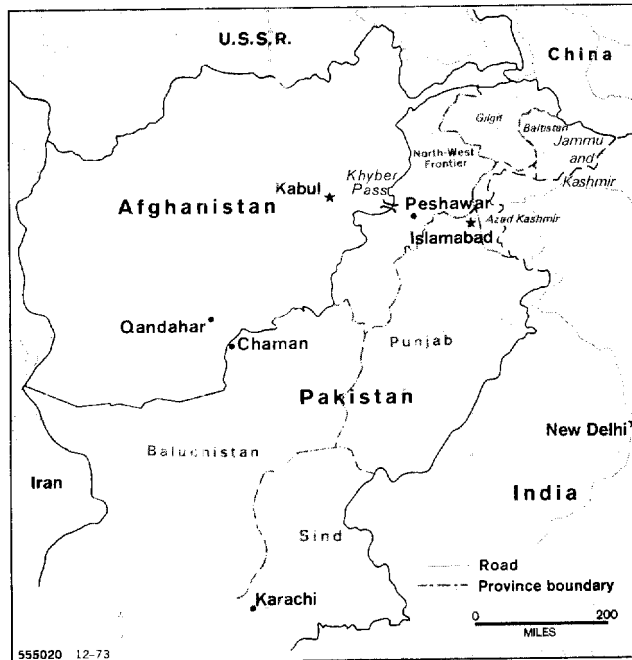 U.S.S.R.
China
Gilgit
Baltistan
Jammu
and
Kashmir
North-West
Frontier
Khyber
Pass
Kabul
Peshawar
Afghanistan
Azad Kashmir
Islamabad
Qandahar
Chaman
Punjab
Pakistan
New Delhi
Baluchistan
Iran
India
Sind
Road
Province boundary
Karachi
0 200
MILES
555020 12-73